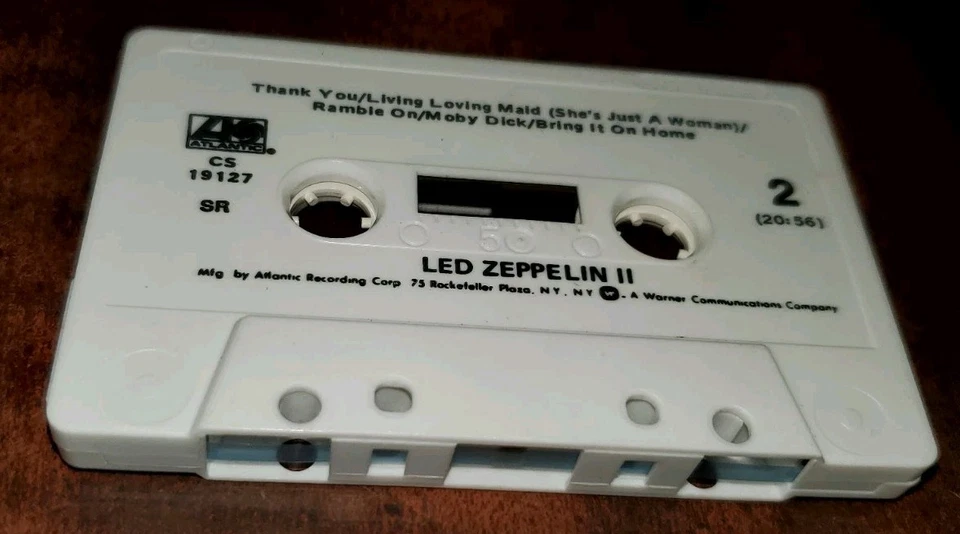 Thank You/Living Loving Maid (She's Just A Woman)/
Ramble On/Moby Dick/Bring It On Home
ATLANTIC
CS
19127
SR
2
(20:56)
50
LED ZEPPELIN II
Mfg by Atlantic Recording Corp 75 Rockefeller Plaza, NY, NY W - A Warner Communications Company